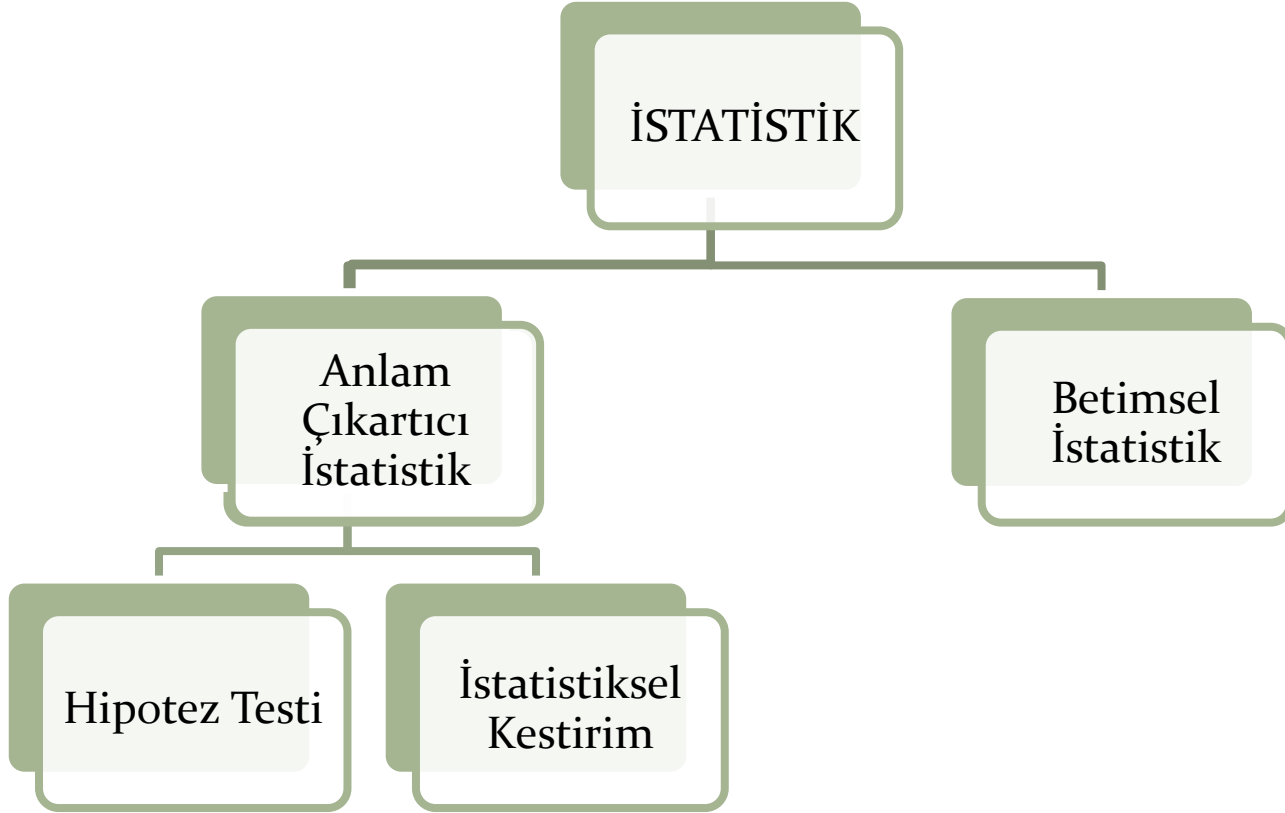 İSTATİSTİK
Anlam
Çıkartıcı
İstatistik
Betimsel
İstatistik
Hipotez Testi
İstatistiksel
Kestirim